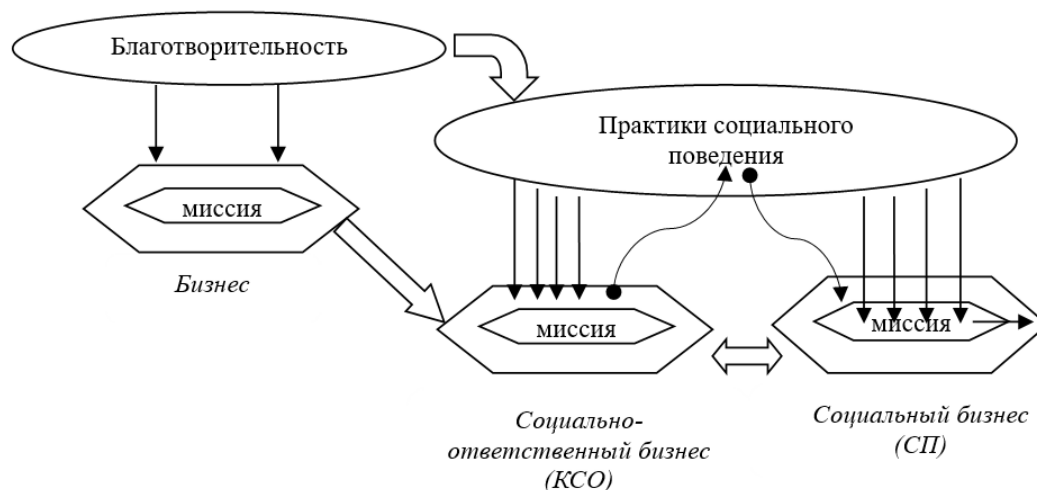 Благотворительность
Практики социального
поведения
миссия
Бизнес
миссия
миссия
Социально-
ответственный бизнес
(КСО)
Социальный бизнес
(СП)